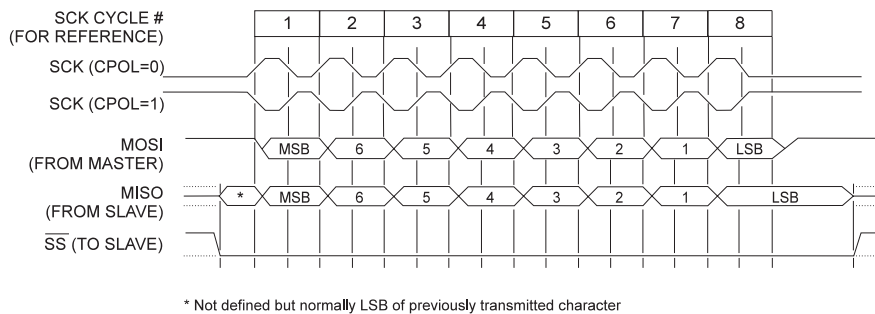 SCK CYCLE #
(FOR REFERENCE)
1 2 3 4 5 6 7 8
SCK (CPOL=0)
SCK (CPOL=1)
MOSI
(FROM MASTER)
MSB 6 5 4 3 2 1 LSB
MISO
(FROM SLAVE)
* MSB 6 5 4 3 2 1 LSB
SS (TO SLAVE)
* Not defined but normally LSB of previously transmitted character